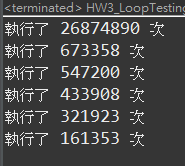 <terminated> HW3_LoopTesting
執行了 26874890 次
執行了 673358 次
執行了 547200 次
執行了 433908 次
執行了 321923 次
執行了 161353 次